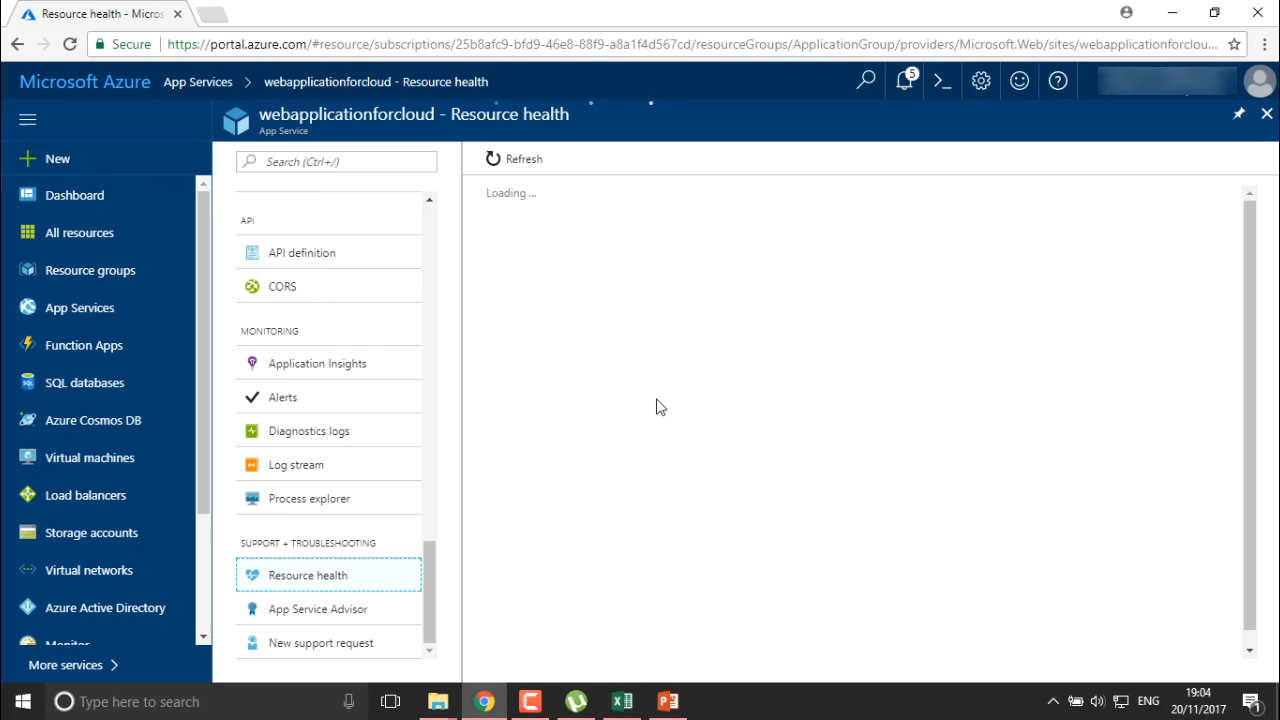 Resource health - Micros
Secure
https://portal.azure.com/#resource/subscriptions/25b8afc9-bfd9-46e8-88f9-a8a1f4d567cd/resourceGroups/ApplicationGroup/providers/Microsoft.Web/sites/webapplicationforclou...
Microsoft Azure
App Services
webapplicationforcloud - Resource health
5
webapplicationforcloud - Resource health
App Service
New
Dashboard
All resources
Resource groups
App Services
Function Apps
SQL databases
Azure Cosmos DB
Virtual machines
Load balancers
Storage accounts
Virtual networks
Azure Active Directory
Monitor
More services
Search (Ctrl+/)
API
API definition
CORS
MONITORING
Application Insights
Alerts
Diagnostics logs
Log stream
Process explorer
SUPPORT + TROUBLESHOOTING
Resource health
App Service Advisor
New support request
Refresh
Loading ...
Type here to search
ENG
19:04
20/11/2017
1